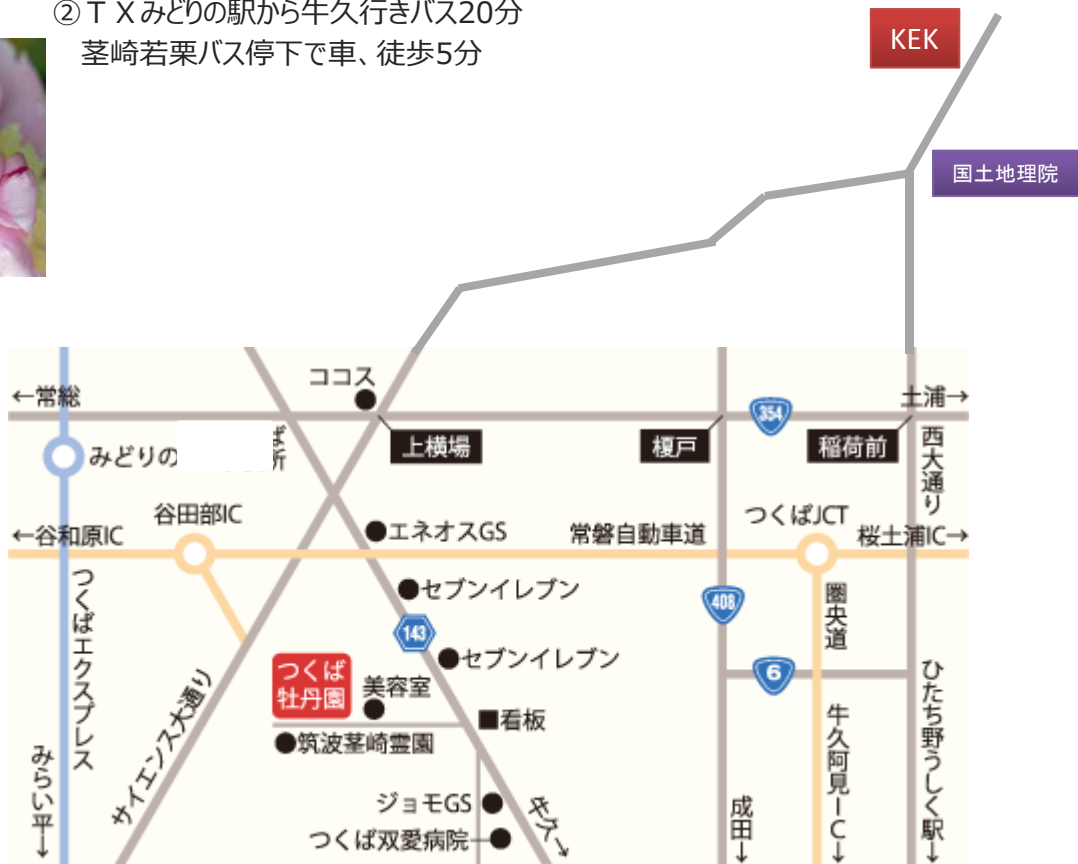 ②ＴＸみどりの駅から牛久行きバス20分
茎崎若栗バス停下で車、徒歩5分
KEK
国土地理院
ココス
←常総
土浦→
354
上横場
榎戸
稲荷前
西大通り
みどりの
所
谷田部IC
つくばJCT
←谷和原IC
エネオスGS
常磐自動車道
桜土浦IC→
つくばエクスプレス
セブンイレブン
408
圏央道
143
セブンイレブン
6
つくば
牡丹園
美容室
看板
筑波茎崎霊園
サイエンス大通り
みらい平→
牛久阿見IC→
ひたち野うしく駅→
ジョモGS
牛久→
成田→
つくば双愛病院